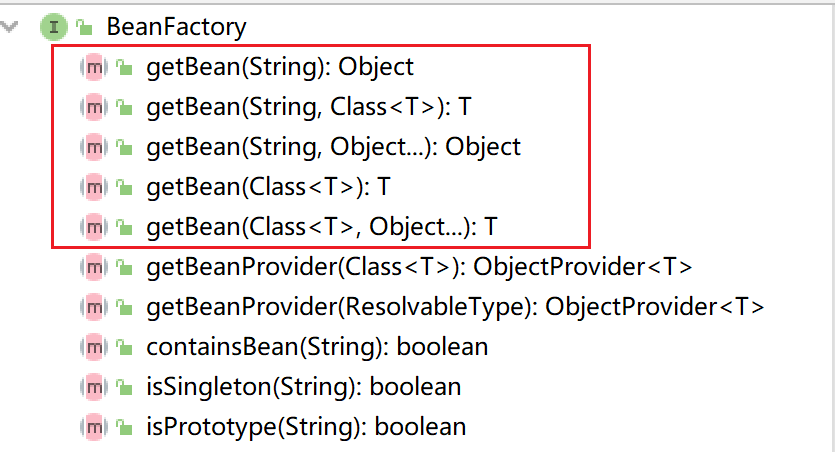 I BeanFactory
m getBean(String): Object
m getBean(String, Class<T>): T
m getBean(String, Object...): Object
m getBean(Class<T>): T
m getBean(Class<T>, Object...): T
m getBeanProvider(Class<T>): ObjectProvider<T>
m getBeanProvider(ResolvableType): ObjectProvider<T>
m containsBean(String): boolean
m isSingleton(String): boolean
m isPrototype(String): boolean